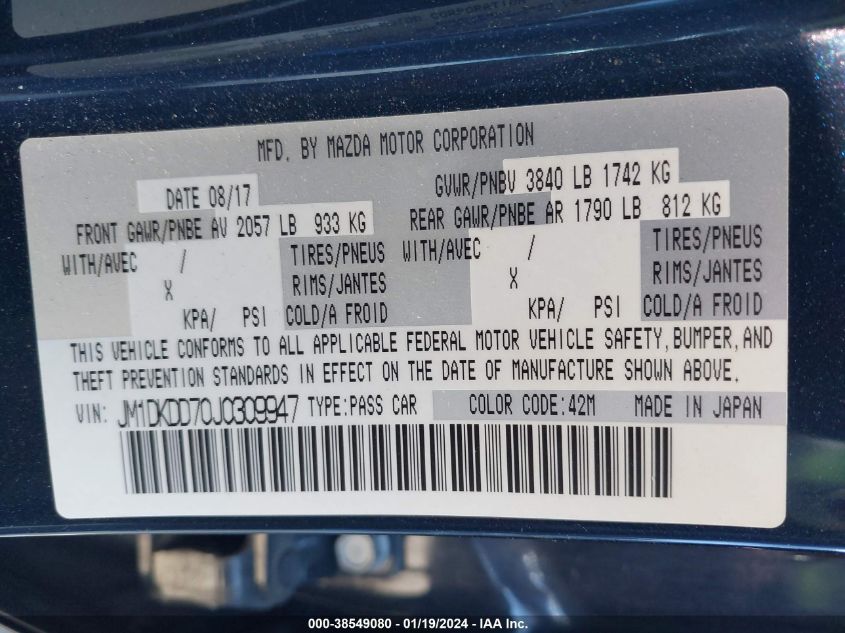 MFD. BY MAZDA MOTOR CORPORATION
DATE 08/17 GVWR/PNBV 3840 LB 1742 KG
FRONT GAWR/PNBE AV 2057 LB 933 KG REAR GAWR/PNBE AR 1790 LB 812 KG
WITH/AVEC / TIRES/PNEUS WITH/AVEC / TIRES/PNEUS
X RIMS/JANTES X RIMS/JANTES
KPA/ PSI COLD/A FROID KPA/ PSI COLD/A FROID
THIS VEHICLE CONFORMS TO ALL APPLICABLE FEDERAL MOTOR VEHICLE SAFETY, BUMPER, AND
THEFT PREVENTION STANDARDS IN EFFECT ON THE DATE OF MANUFACTURE SHOWN ABOVE.
VIN: JM1DKDD70J0309947 TYPE:PASS CAR COLOR CODE:42M MADE IN JAPAN
000-38549080 - 01/19/2024 - IAA Inc.